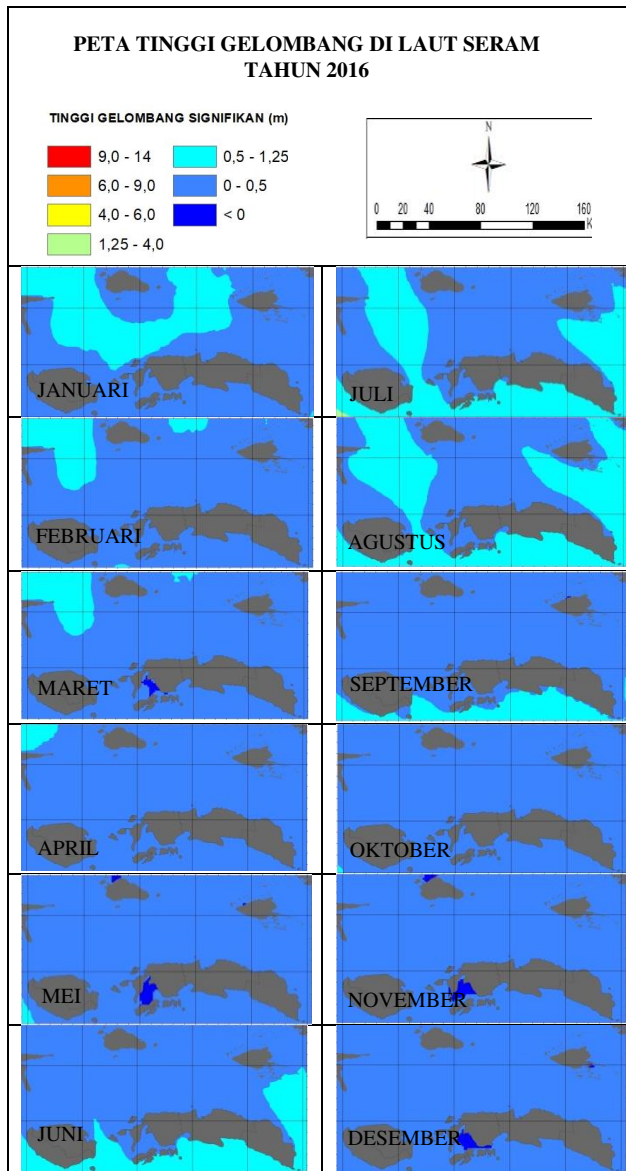 PETA TINGGI GELOMBANG DI LAUT SERAM
TAHUN 2016
TINGGI GELOMBANG SIGNIFIKAN (m)
9,0 - 14
6,0 - 9,0
4,0 - 6,0
1,25 - 4,0
0,5 - 1,25
0 - 0,5
< 0
N
0 20 40 80 120 160
K
JANUARI
JULI
FEBRUARI
AGUSTUS
MARET
SEPTEMBER
APRIL
OKTOBER
MEI
NOVEMBER
JUNI
DESEMBER